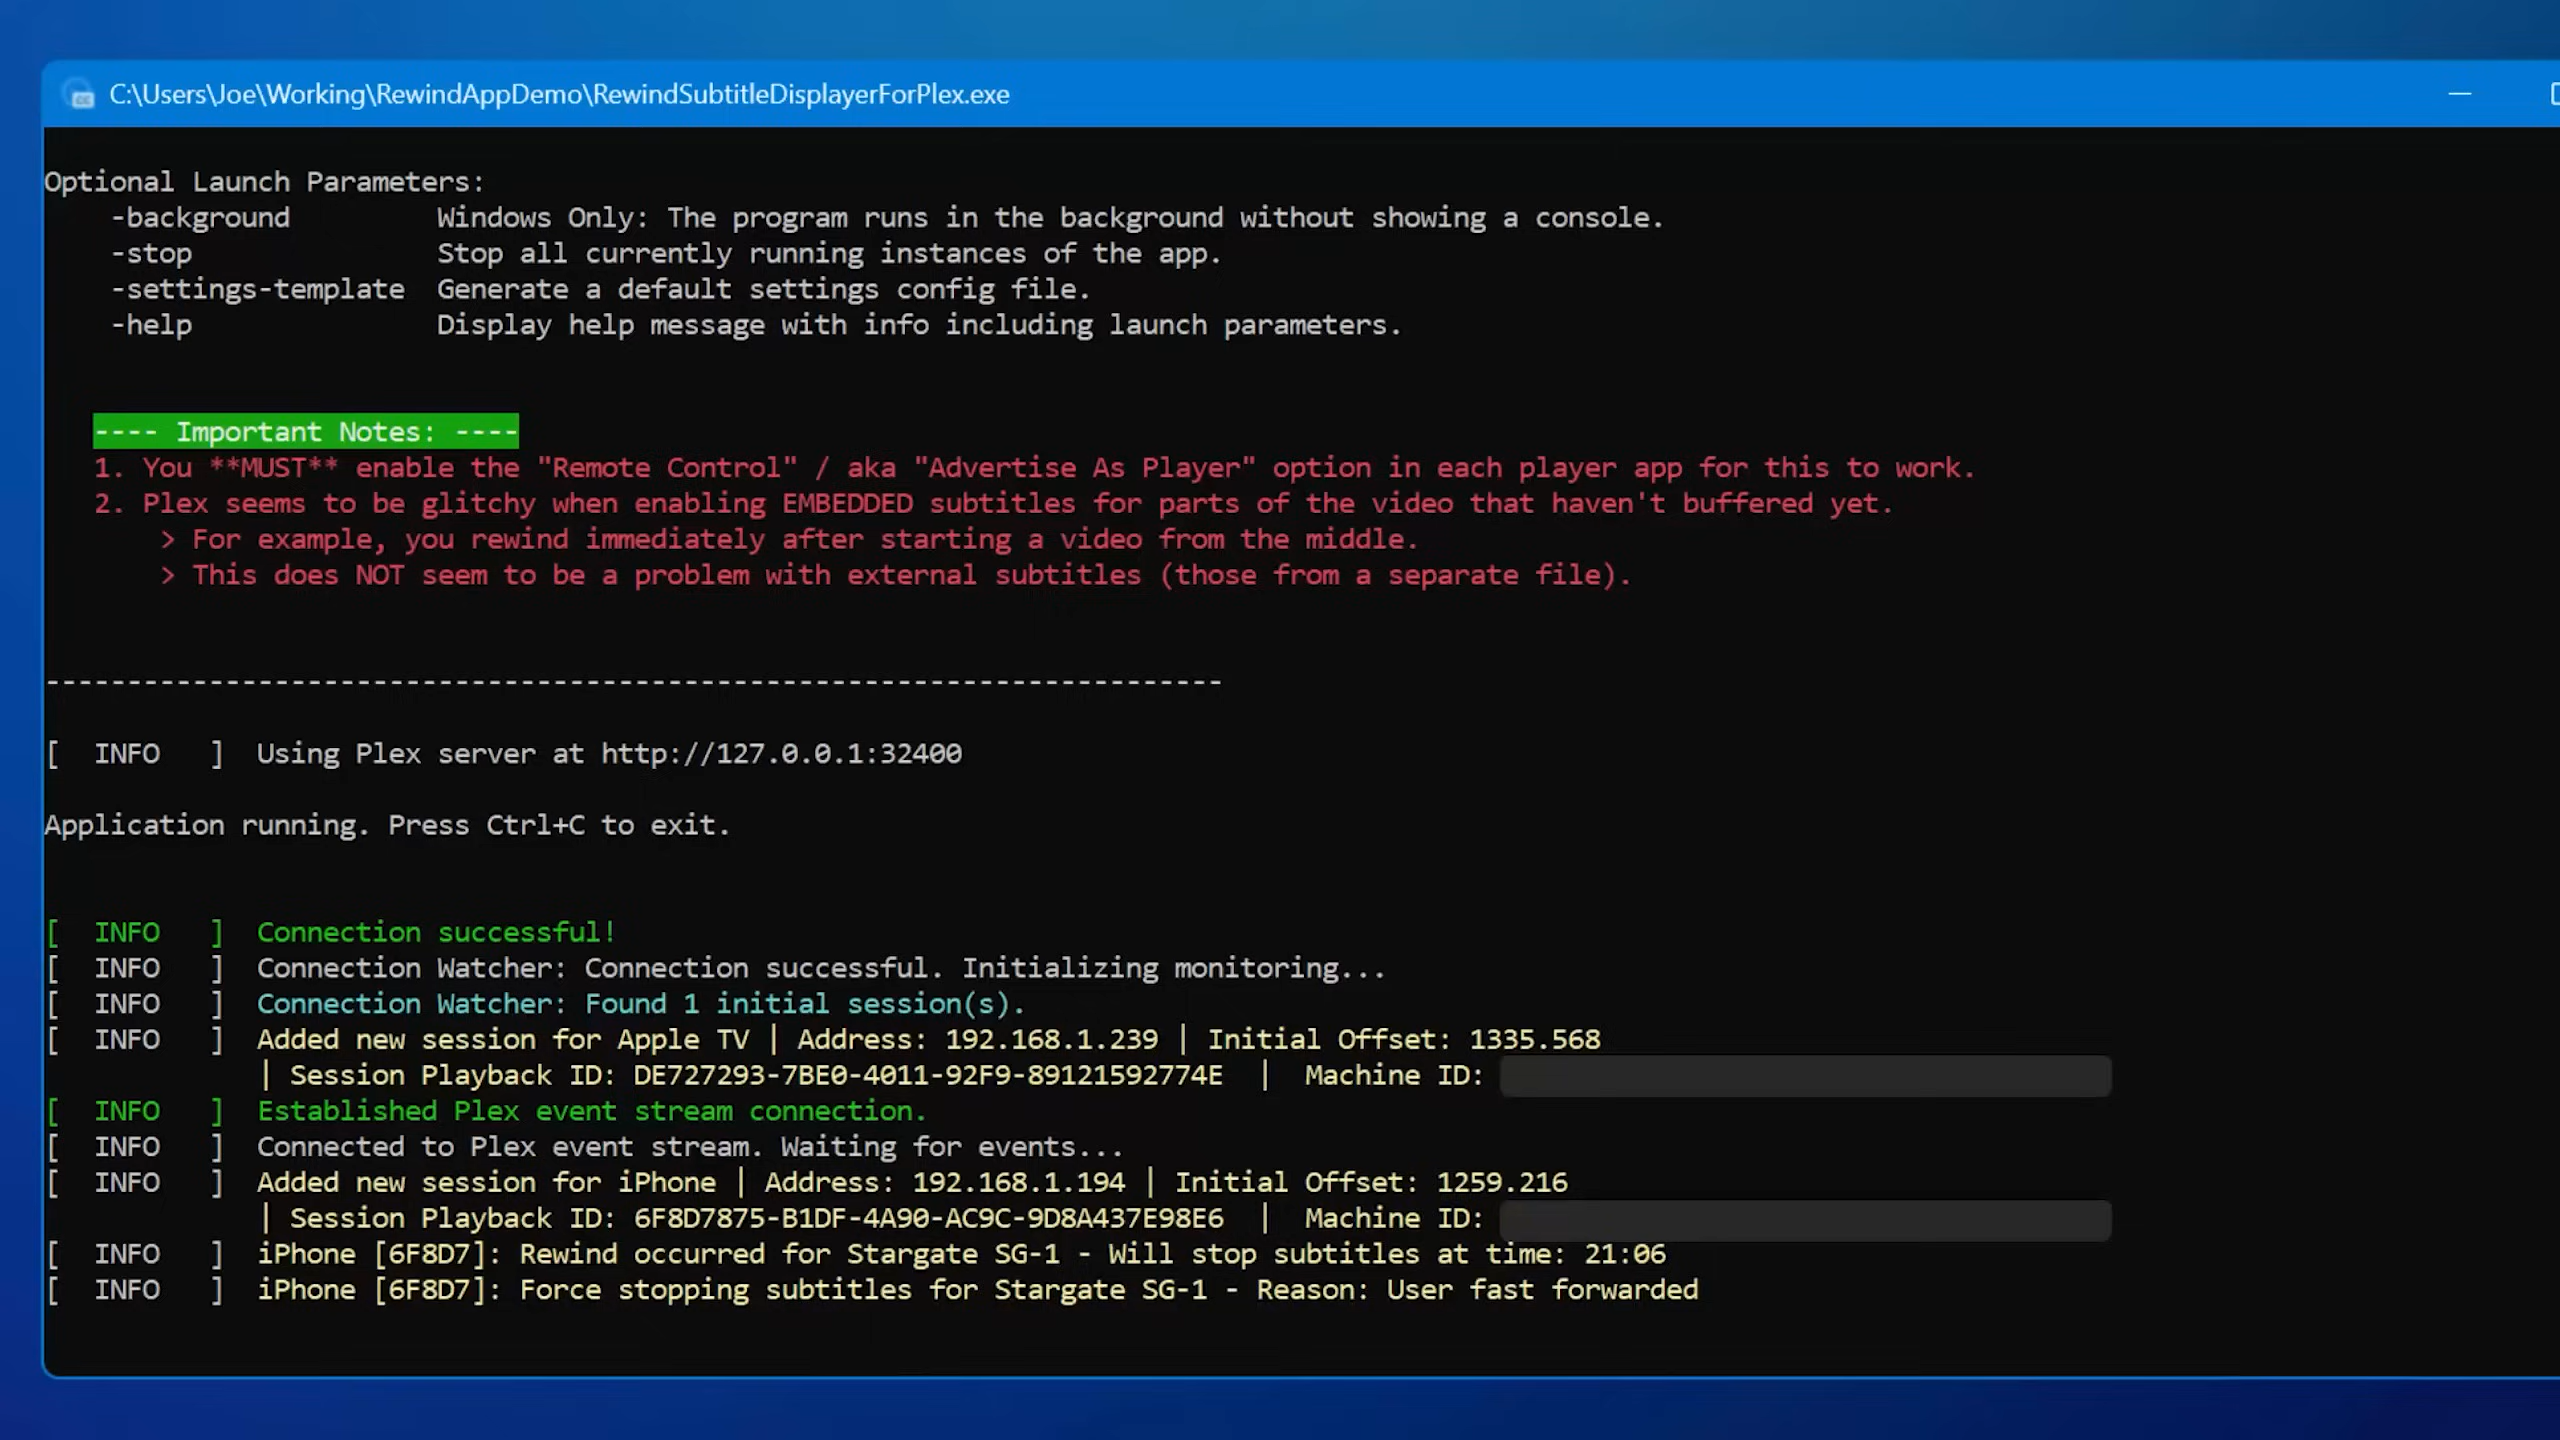 C:\Users\Joe\Working\RewindAppDemo\RewindSubtitleDisplayerForPlex.exe
Optional Launch Parameters:
-background Windows Only: The program runs in the background without showing a console.
-stop Stop all currently running instances of the app.
-settings-template Generate a default settings config file.
-help Display help message with info including launch parameters.
---- Important Notes: ----
1. You **MUST** enable the "Remote Control" / aka "Advertise As Player" option in each player app for this to work.
2. Plex seems to be glitchy when enabling EMBEDDED subtitles for parts of the video that haven't buffered yet.
> For example, you rewind immediately after starting a video from the middle.
> This does NOT seem to be a problem with external subtitles (those from a separate file).
------------------------------------------------------------------------
[ INFO ] Using Plex server at http://127.0.0.1:32400
Application running. Press Ctrl+C to exit.
[ INFO ] Connection successful!
[ INFO ] Connection Watcher: Connection successful. Initializing monitoring...
[ INFO ] Connection Watcher: Found 1 initial session(s).
[ INFO ] Added new session for Apple TV | Address: 192.168.1.239 | Initial Offset: 1335.568
| Session Playback ID: DE727293-7BE0-4011-92F9-89121592774E | Machine ID:
[ INFO ] Established Plex event stream connection.
[ INFO ] Connected to Plex event stream. Waiting for events...
[ INFO ] Added new session for iPhone | Address: 192.168.1.194 | Initial Offset: 1259.216
| Session Playback ID: 6F8D7875-B1DF-4A90-AC9C-9D8A437E98E6 | Machine ID:
[ INFO ] iPhone [6F8D7]: Rewind occurred for Stargate SG-1 - Will stop subtitles at time: 21:06
[ INFO ] iPhone [6F8D7]: Force stopping subtitles for Stargate SG-1 - Reason: User fast forwarded